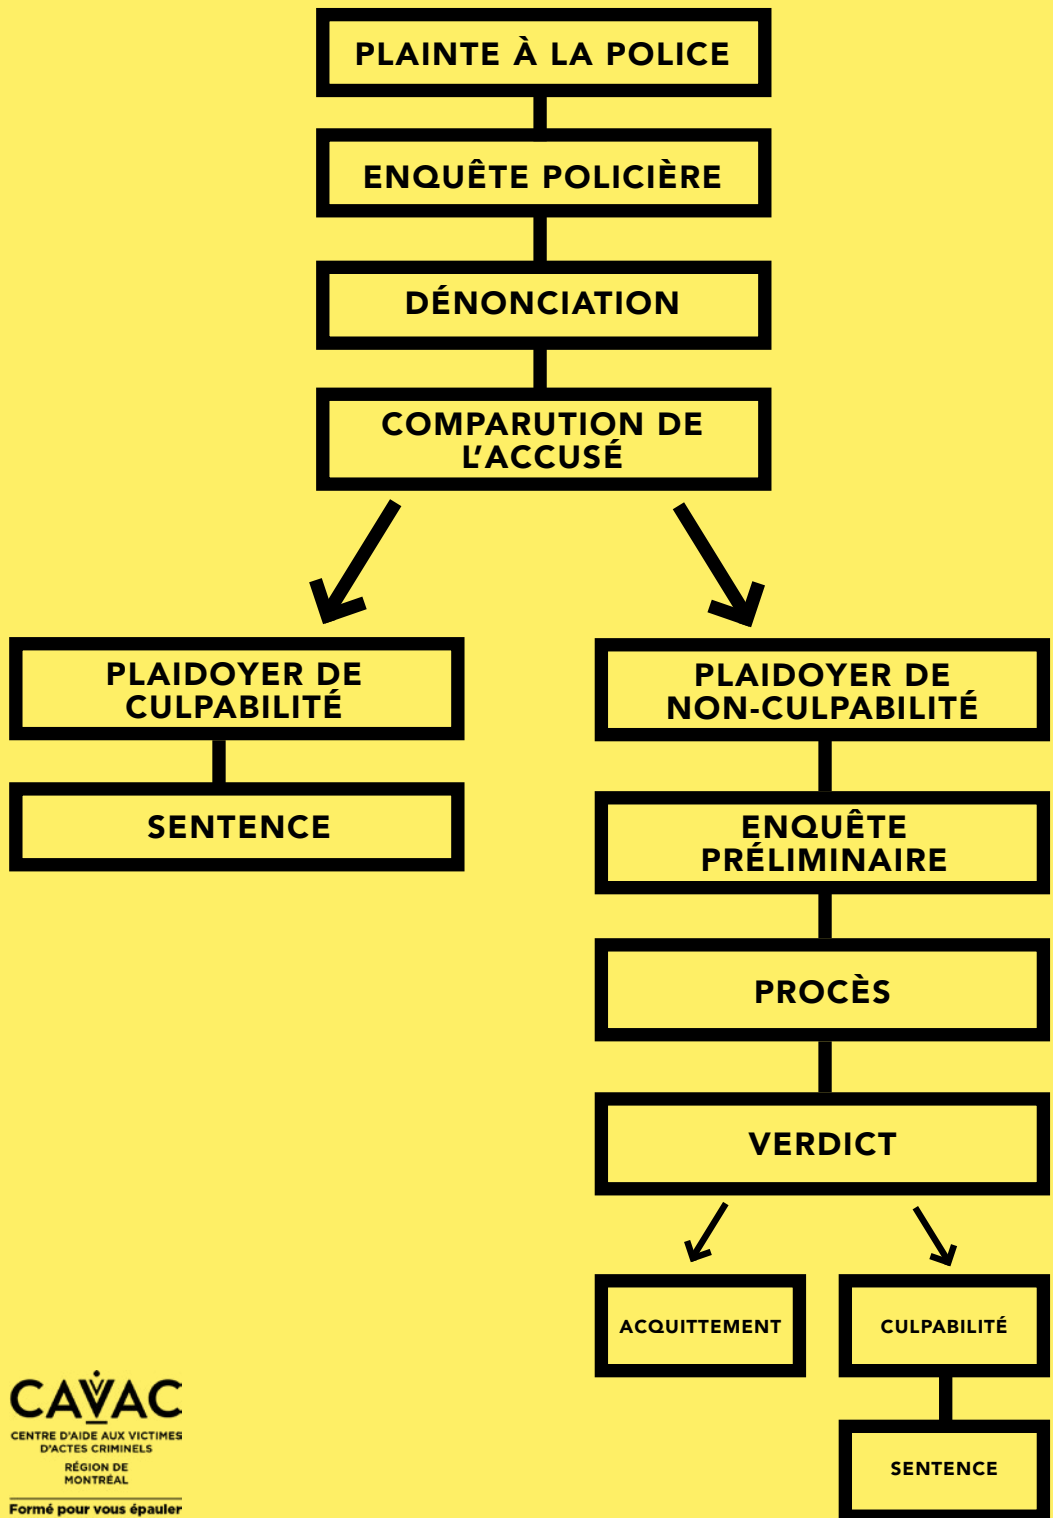 PLAINTE À LA POLICE
ENQUÊTE POLICIÈRE
DÉNONCIATION
COMPARUTION DE
L'ACCUSÉ
PLAIDOYER DE
CULPABILITÉ
SENTENCE
PLAIDOYER DE
NON-CULPABILITÉ
ENQUÊTE
PRÉLIMINAIRE
PROCÈS
VERDICT
ACQUITTEMENT
CULPABILITÉ
SENTENCE
CAVAC
CENTRE D'AIDE AUX VICTIMES
D'ACTES CRIMINELS
RÉGION DE
MONTRÉAL
Formé pour vous épauler